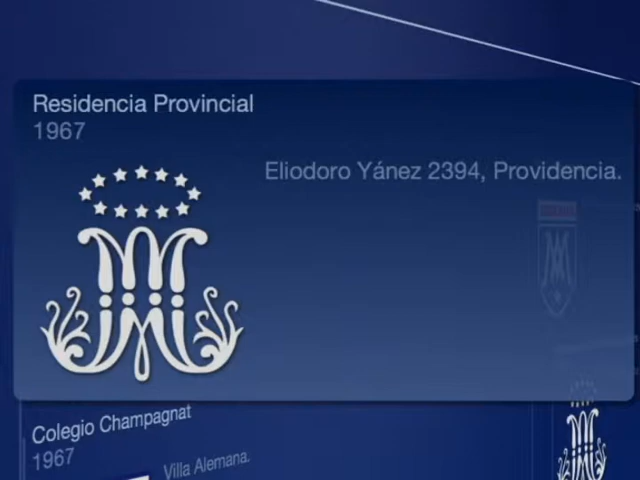 Residencia Provincial
1967
Eliodoro Yánez 2394, Providencia.
Colegio Champagnat
1967
Villa Alemana.